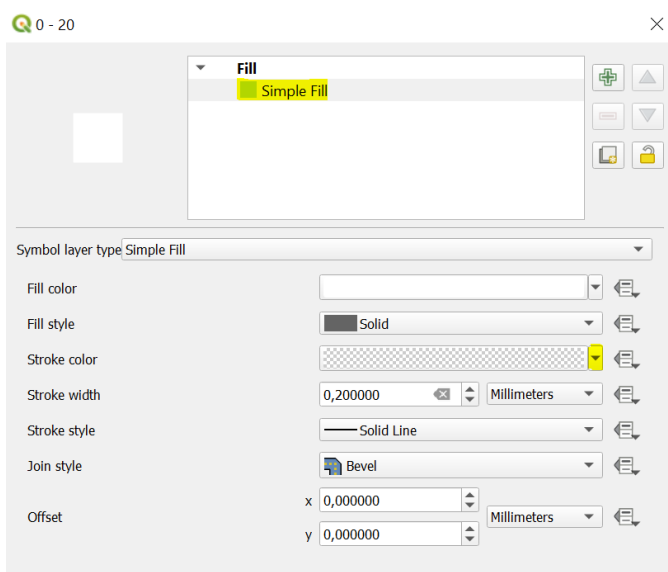 0 - 20
Fill
Simple Fill
Symbol layer type Simple Fill
Fill color
Fill style Solid
Stroke color
Stroke width 0,200000 Millimeters
Stroke style Solid Line
Join style Bevel
x 0,000000
Offset Millimeters
y 0,000000